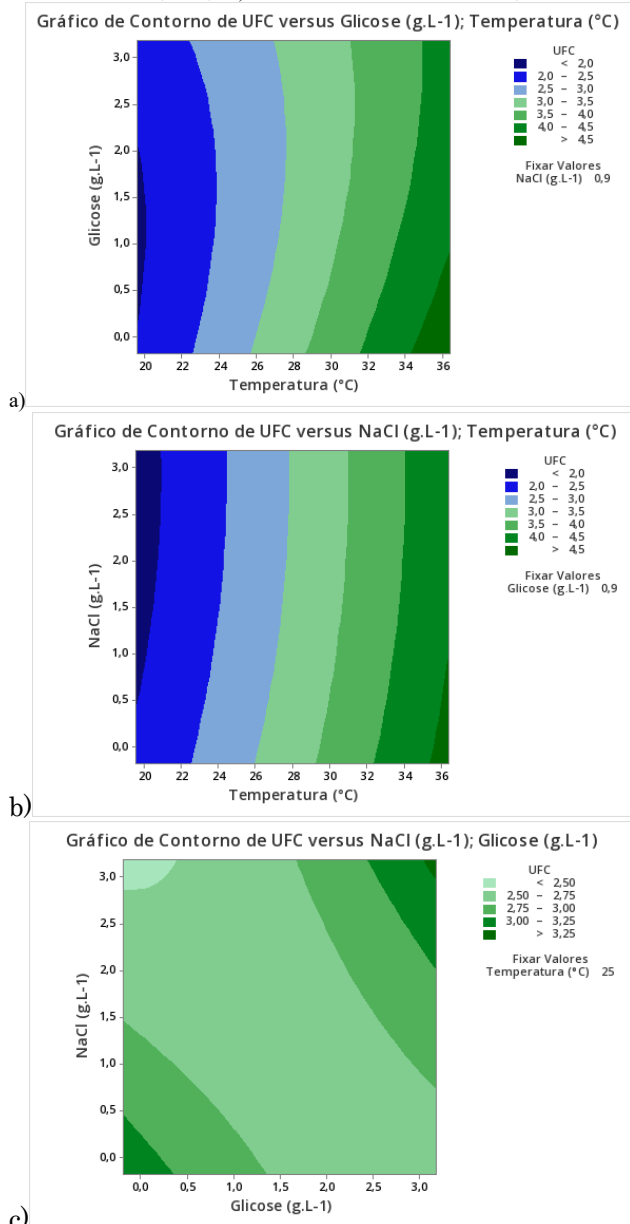 Gráfico de Contorno de UFC versus Glicose (g.L-1); Temperatura (°C)
UFC
< 2,0
2,0 – 2,5
2,5 – 3,0
3,0 – 3,5
3,5 – 4,0
4,0 – 4,5
> 4,5
Fixar Valores
NaCl (g.L-1) 0,9
Glicose (g.L-1)
3,0
2,5
2,0
1,5
1,0
0,5
0,0
20 22 24 26 28 30 32 34 36
Temperatura (°C)
a)
Gráfico de Contorno de UFC versus NaCl (g.L-1); Temperatura (°C)
UFC
< 2,0
2,0 – 2,5
2,5 – 3,0
3,0 – 3,5
3,5 – 4,0
4,0 – 4,5
> 4,5
Fixar Valores
Glicose (g.L-1) 0,9
NaCl (g.L-1)
3,0
2,5
2,0
1,5
1,0
0,5
0,0
20 22 24 26 28 30 32 34 36
Temperatura (°C)
b)
Gráfico de Contorno de UFC versus NaCl (g.L-1); Glicose (g.L-1)
UFC
< 2,50
2,50 – 2,75
2,75 – 3,00
3,00 – 3,25
> 3,25
Fixar Valores
Temperatura (°C) 25
NaCl (g.L-1)
3,0
2,5
2,0
1,5
1,0
0,5
0,0
0,0 0,5 1,0 1,5 2,0 2,5 3,0
Glicose (g.L-1)
c)